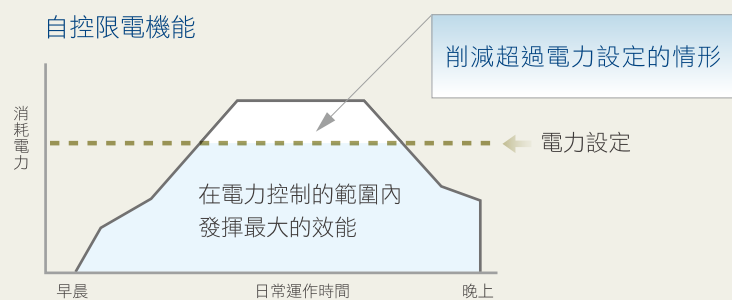 自控限電機能
削減超過電力設定的情形
消耗電力
電力設定
在電力控制的範圍內
發揮最大的效能
早晨
日常運作時間
晚上